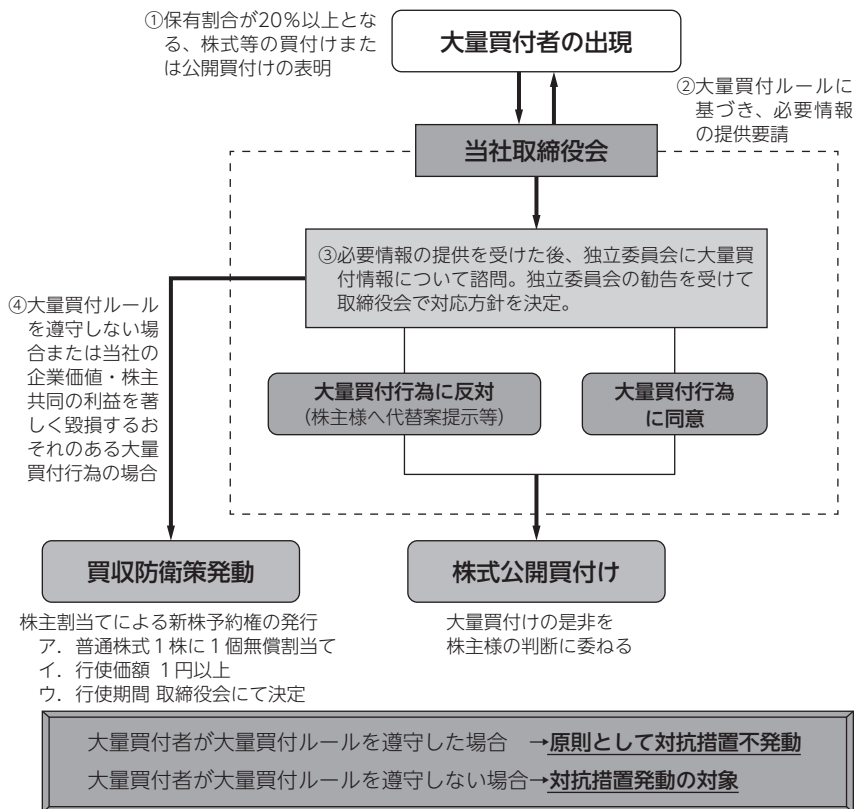 ①保有割合が20%以上とな
る、株式等の買付けまた
は公開買付けの表明
大量買付者の出現
②大量買付ルールに
基づき、必要情報
の提供要請
当社取締役会
③必要情報の提供を受けた後、独立委員会に大量買
付情報について諮問。独立委員会の勧告を受けて
取締役会で対応方針を決定。
④大量買付ルール
を遵守しない場
合または当社の
企業価値・株主
共同の利益を著
しく毀損するお
それのある大量
買付行為の場合
大量買付行為に反対
(株主様へ代替案提示等)
大量買付行為
に同意
買収防衛策発動
株主割当てによる新株予約権の発行
ア．普通株式1株に1個無償割当て
イ．行使価額 1円以上
ウ．行使期間 取締役会にて決定
株式公開買付け
大量買付けの是非を
株主様の判断に委ねる
大量買付者が大量買付ルールを遵守した場合 →原則として対抗措置不発動
大量買付者が大量買付ルールを遵守しない場合→対抗措置発動の対象